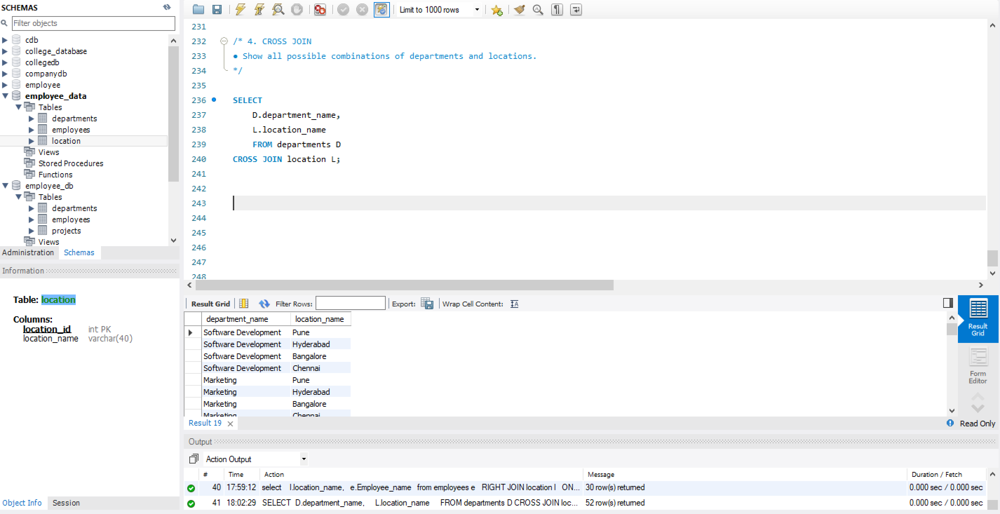 SCHEMAS
Filter objects
cdb
college_database
collegedb
companydb
employee
employee_data
Tables
departments
employees
location
Views
Stored Procedures
Functions
employee_db
Tables
departments
employees
projects
Views
Administration Schemas
Information
Table: location
Columns:
location_id int PK
location_name varchar(40)
Object Info Session
Limit to 1000 rows
231
232 /* 4. CROSS JOIN
233 • Show all possible combinations of departments and locations.
234 */
235
236 SELECT
237 D.department_name,
238 L.location_name
239 FROM departments D
240 CROSS JOIN location L;
241
242
243
244
245
246
247
248
Result Grid Filter Rows: Export: Wrap Cell Content:
department_name location_name
Software Development Pune
Software Development Hyderabad
Software Development Bangalore
Software Development Chennai
Marketing Pune
Marketing Hyderabad
Marketing Bangalore
Marketing Chennai
Result Grid
Form Editor
Result 19
Read Only
Output
Action Output
# Time Action Message Duration / Fetch
40 17:59:12 select l.location_name, e.Employee_name from employees e RIGHT JOIN location l ON... 30 row(s) returned 0.000 sec / 0.000 sec
41 18:02:29 SELECT D.department_name, L.location_name FROM departments D CROSS JOIN loc... 52 row(s) returned 0.000 sec / 0.000 sec